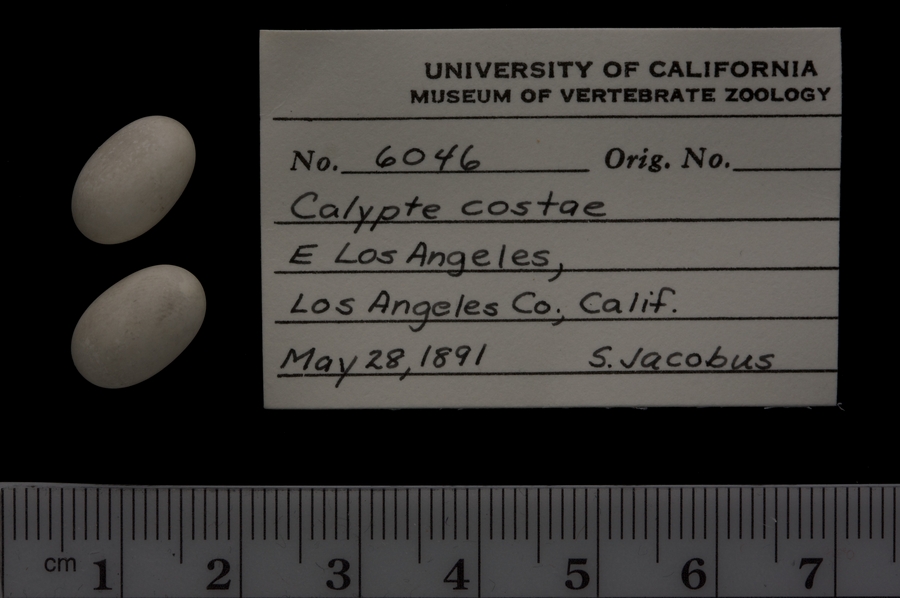 UNIVERSITY OF CALIFORNIA
MUSEUM OF VERTEBRATE ZOOLOGY
No. 6046 Orig. No.
Calypte costae
E Los Angeles,
Los Angeles Co., Calif.
May 28, 1891 S. Jacobus
cm 1 2 3 4 5 6 7